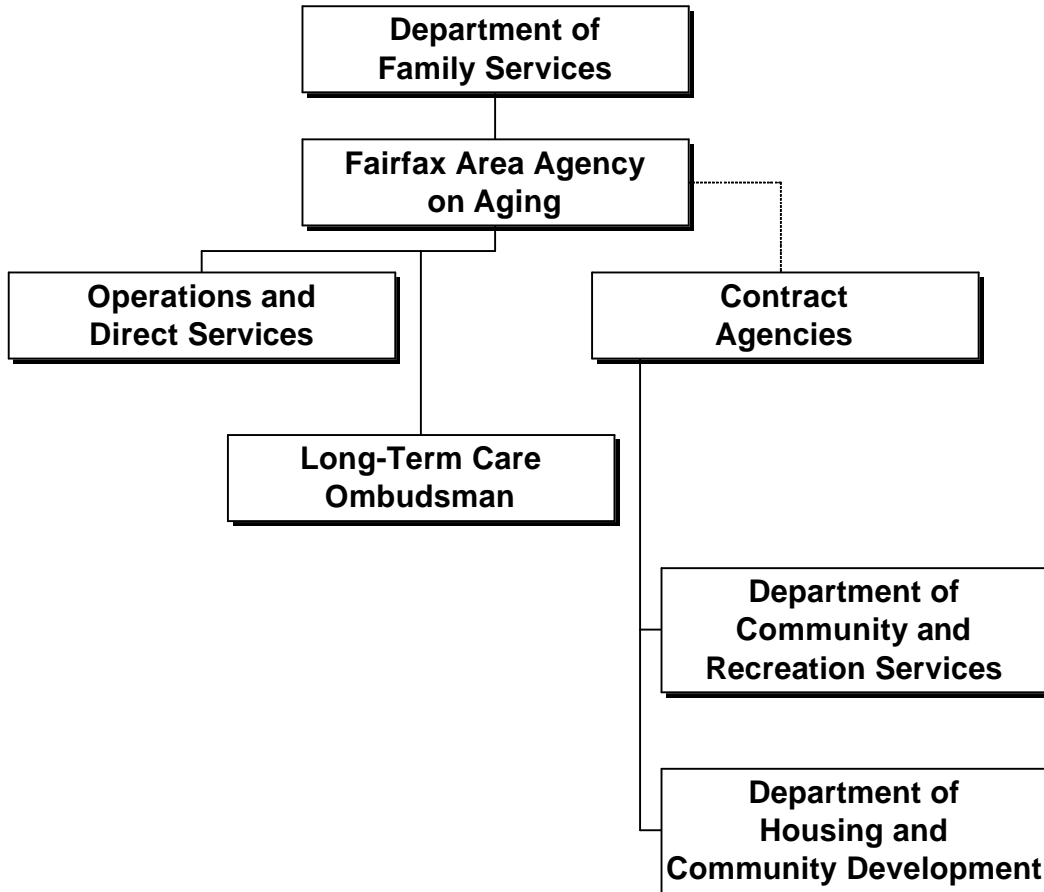 Department of
Family Services
Fairfax Area Agency
on Aging
Operations and
Direct Services
Contract
Agencies
Long-Term Care
Ombudsman
Department of
Community and
Recreation Services
Department of
Housing and
Community Development